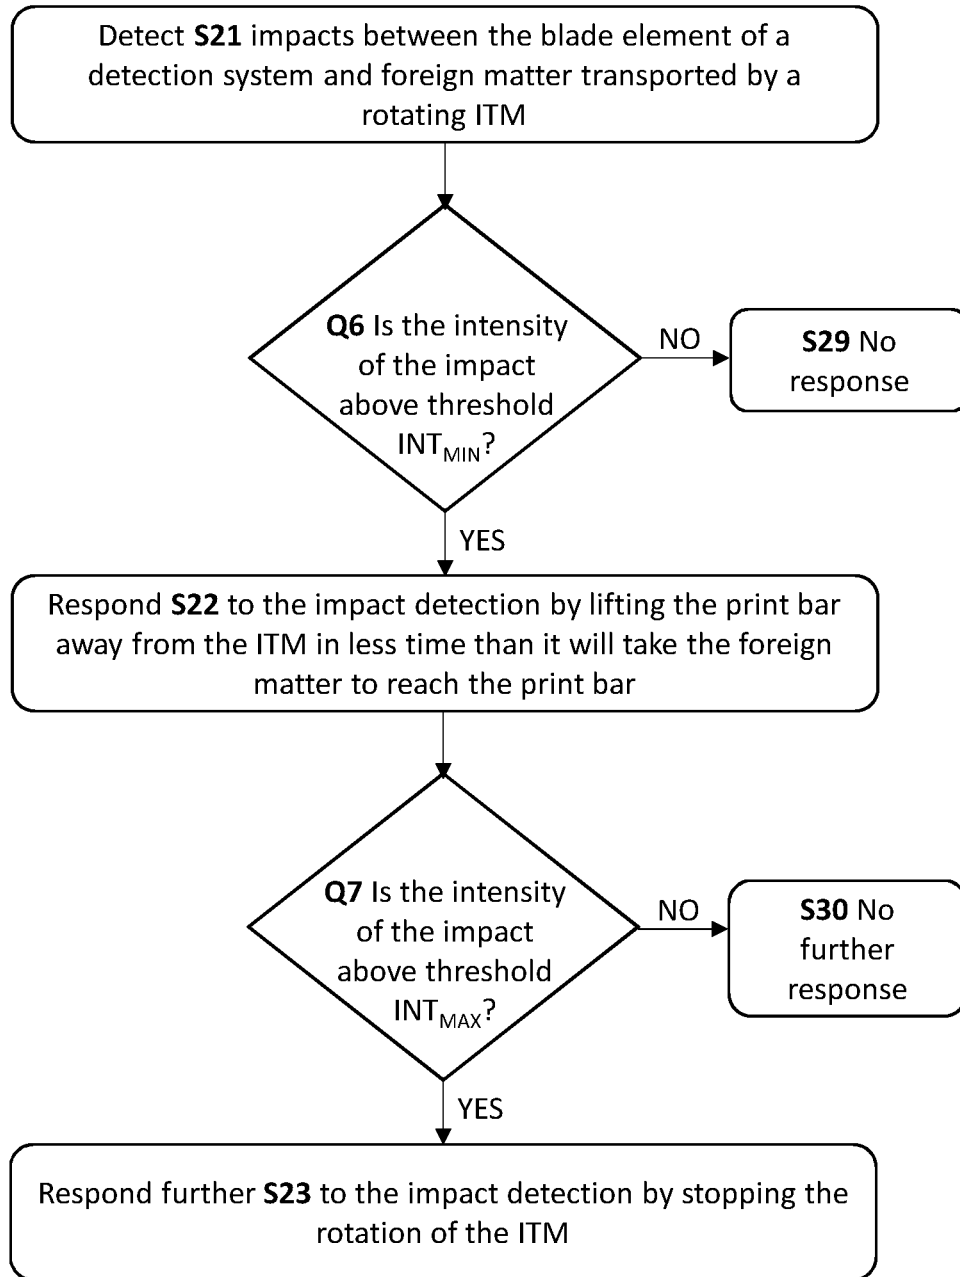 Detect S21 impacts between the blade element of a
detection system and foreign matter transported by a
rotating ITM
Q6 Is the intensity
of the impact
above threshold
INT_MIN?
NO
S29 No
response
YES
Respond S22 to the impact detection by lifting the print bar
away from the ITM in less time than it will take the foreign
matter to reach the print bar
Q7 Is the intensity
of the impact
above threshold
INT_MAX?
NO
S30 No
further
response
YES
Respond further S23 to the impact detection by stopping the
rotation of the ITM